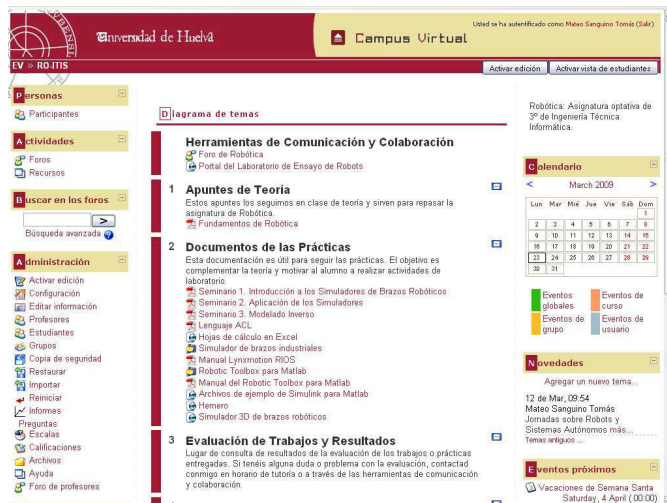 Usted se ha autentificado como Mateo Sanguino Tomás (Salir)
Universidad de Huelva
Campus Virtual
EV » RO-ITIS
Activar edición
Activar vista de estudiantes
Personas
Participantes
Actividades
Foros
Recursos
Buscar en los foros
>
Búsqueda avanzada
Administración
Activar edición
Configuración
Editar información
Profesores
Estudiantes
Grupos
Copia de seguridad
Restaurar
Importar
Reiniciar
Informes
Preguntas
Escalas
Calificaciones
Archivos
Ayuda
Foro de profesores
Diagrama de temas
Herramientas de Comunicación y Colaboración
Foro de Robótica
Portal del Laboratorio de Ensayo de Robots
1 Apuntes de Teoría
Estos apuntes los seguimos en clase de teoría y sirven para repasar la
asignatura de Robótica.
Fundamentos de Robótica
2 Documentos de las Prácticas
Esta documentación es útil para seguir las prácticas. El objetivo es
complementar la teoría y motivar al alumno a realizar actividades de
laboratorio.
Seminario 1. Introducción a los Simuladores de Brazos Robóticos
Seminario 2. Aplicación de los Simuladores
Seminario 3. Modelado Inverso
Lenguaje ACL
Hojas de cálculo en Excel
Simulador de brazos industriales
Manual Lynxmotion RIOS
Robotic Toolbox para Matlab
Manual del Robotic Toolbox para Matlab
Archivos de ejemplo de Simulink para Matlab
Hemero
Simulador 3D de brazos robóticos
3 Evaluación de Trabajos y Resultados
Lugar de consulta de resultados de la evaluación de los trabajos o prácticas
entregadas. Si tenéis alguna duda o problema con la evaluación, contactad
conmigo en horario de tutoría o a través de las herramientas de comunicación
y colaboración.
Robótica: Asignatura optativa de
3º de Ingeniería Técnica
Informática.
Calendario
< March 2009 >
Lun Mar Mié Jue Vie Sáb Dom
1
2 3 4 5 6 7 8
9 10 11 12 13 14 15
16 17 18 19 20 21 22
23 24 25 26 27 28 29
30 31
Eventos globales
Eventos de curso
Eventos de grupo
Eventos de usuario
Novedades
Agregar un nuevo tema...
12 de Mar, 09:54
Mateo Sanguino Tomás
Jornadas sobre Robots y
Sistemas Autónomos más...
Temas antiguos ...
Eventos próximos
Vacaciones de Semana Santa
Saturday, 4 April (00:00)